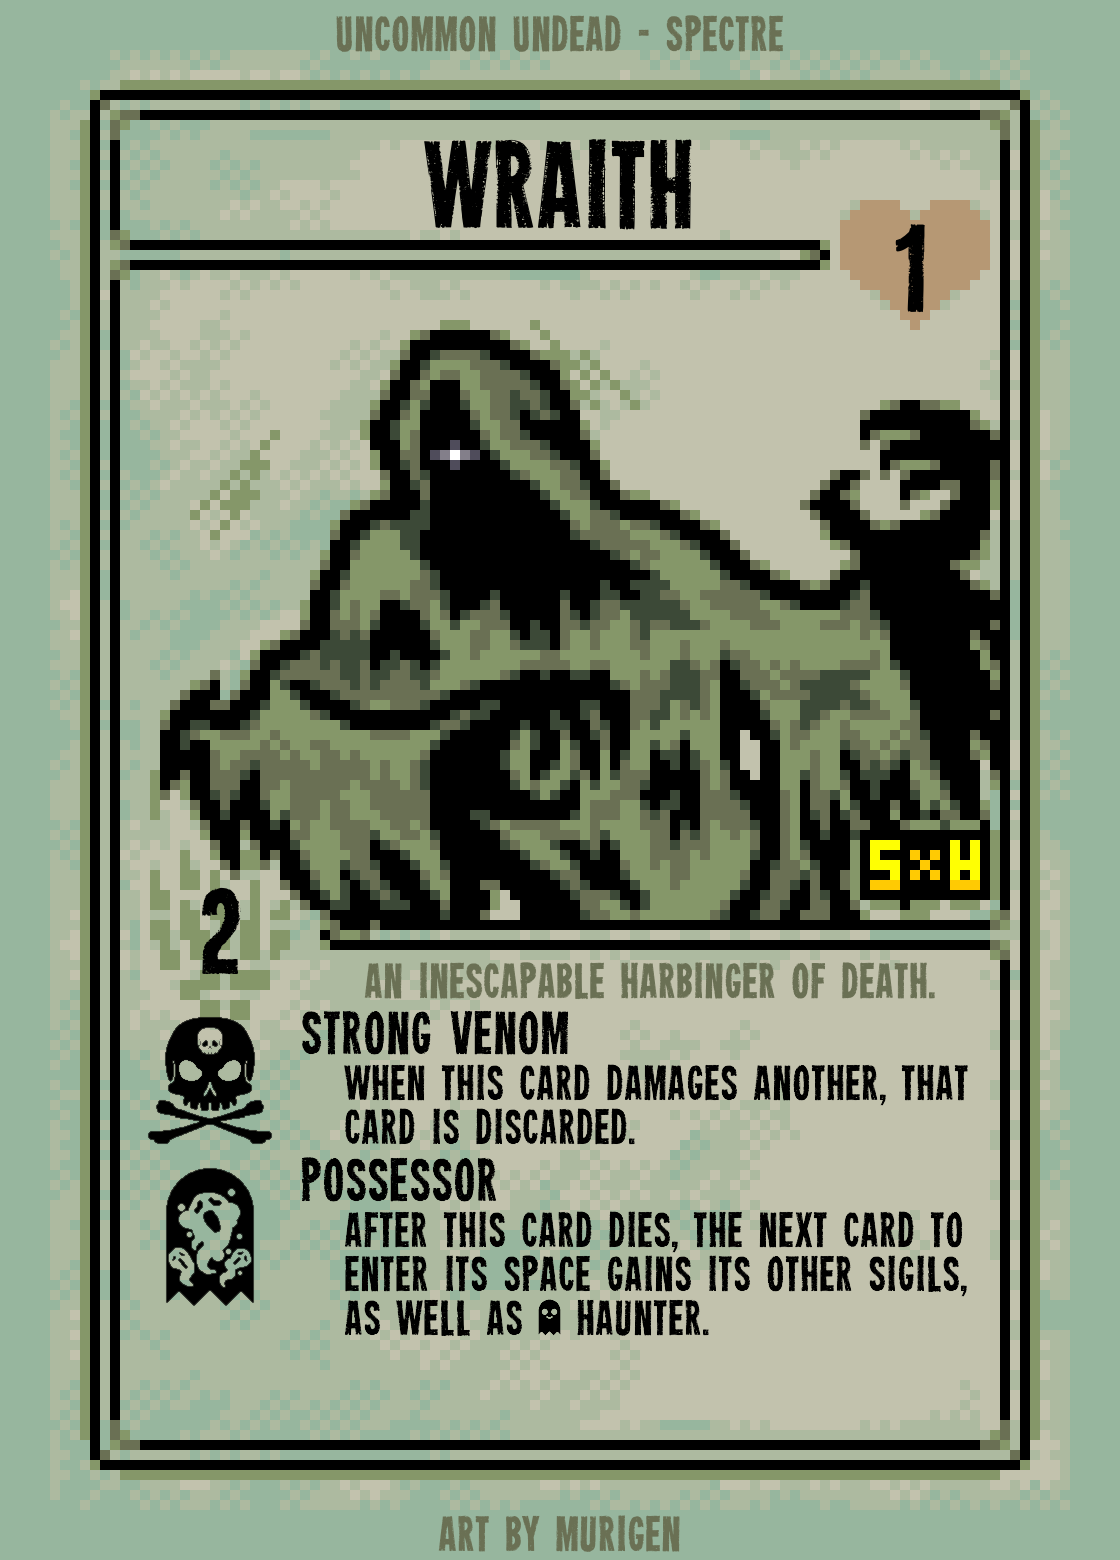 UNCOMMON UNDEAD - SPECTRE
WRAITH
1
2
AN INESCAPABLE HARBINGER OF DEATH.
STRONG VENOM
WHEN THIS CARD DAMAGES ANOTHER, THAT
CARD IS DISCARDED.
POSSESSOR
AFTER THIS CARD DIES, THE NEXT CARD TO
ENTER ITS SPACE GAINS ITS OTHER SIGILS,
AS WELL AS HAUNTER.
ART BY MURIGEN